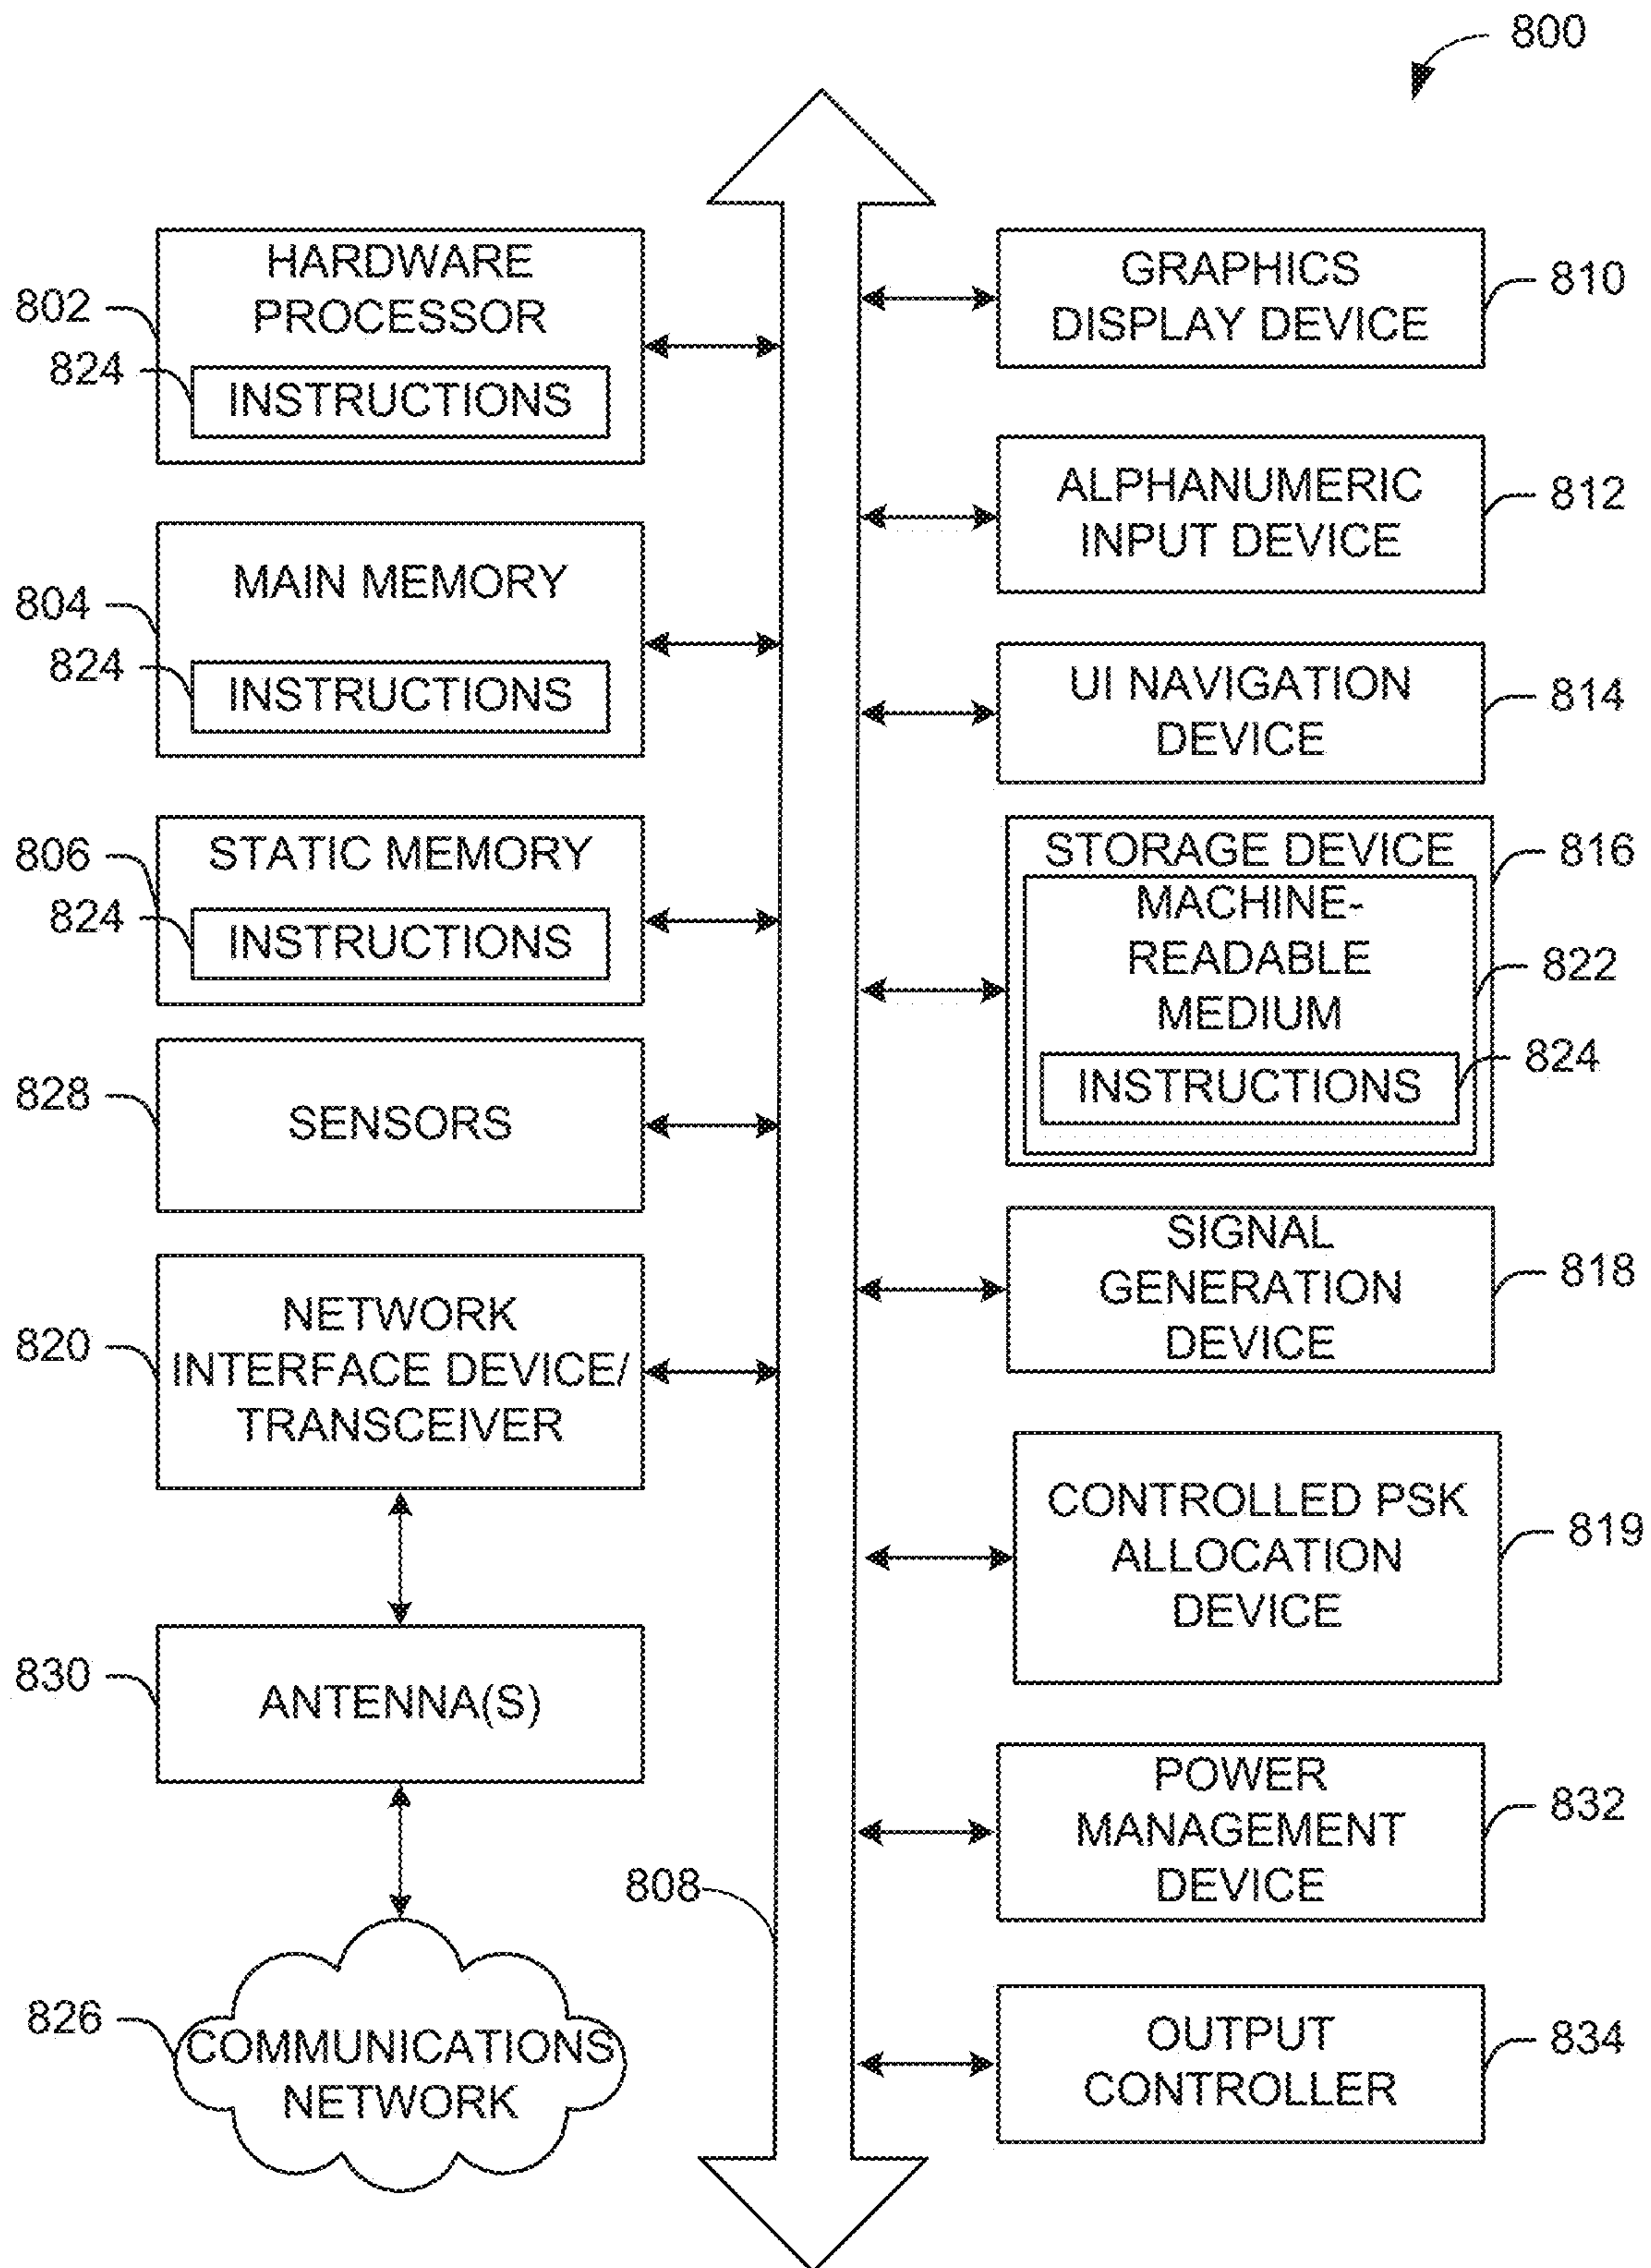 800
HARDWARE
PROCESSOR
802
824
INSTRUCTIONS
MAIN MEMORY
804
824
INSTRUCTIONS
STATIC MEMORY
806
824
INSTRUCTIONS
828
SENSORS
NETWORK
820
INTERFACE DEVICE/
TRANSCEIVER
830
ANTENNA(S)
808
826
COMMUNICATIONS
NETWORK
GRAPHICS
DISPLAY DEVICE
810
ALPHANUMERIC
INPUT DEVICE
812
UI NAVIGATION
DEVICE
814
STORAGE DEVICE
816
MACHINE-
READABLE
MEDIUM
822
824
INSTRUCTIONS
SIGNAL
GENERATION
DEVICE
818
CONTROLLED PSK
ALLOCATION
DEVICE
819
POWER
MANAGEMENT
DEVICE
832
OUTPUT
CONTROLLER
834